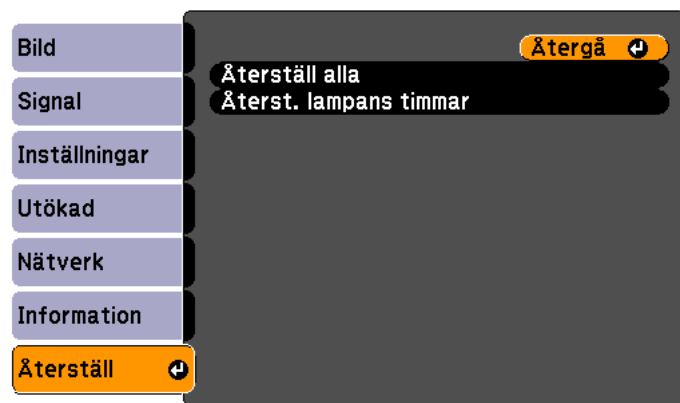 Bild
Signal
Inställningar
Utökad
Nätverk
Information
Återställ
Återgå
Återställ alla
Återst. lampans timmar